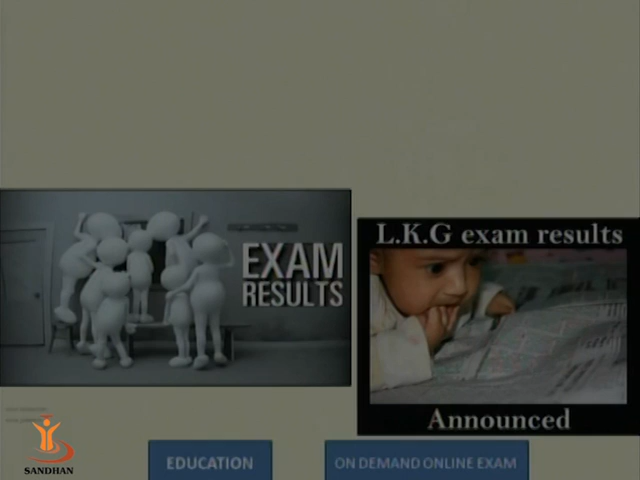 EXAM
RESULTS
L.K.G exam results
Announced
SANDHAN
EDUCATION
ON DEMAND ONLINE EXAM